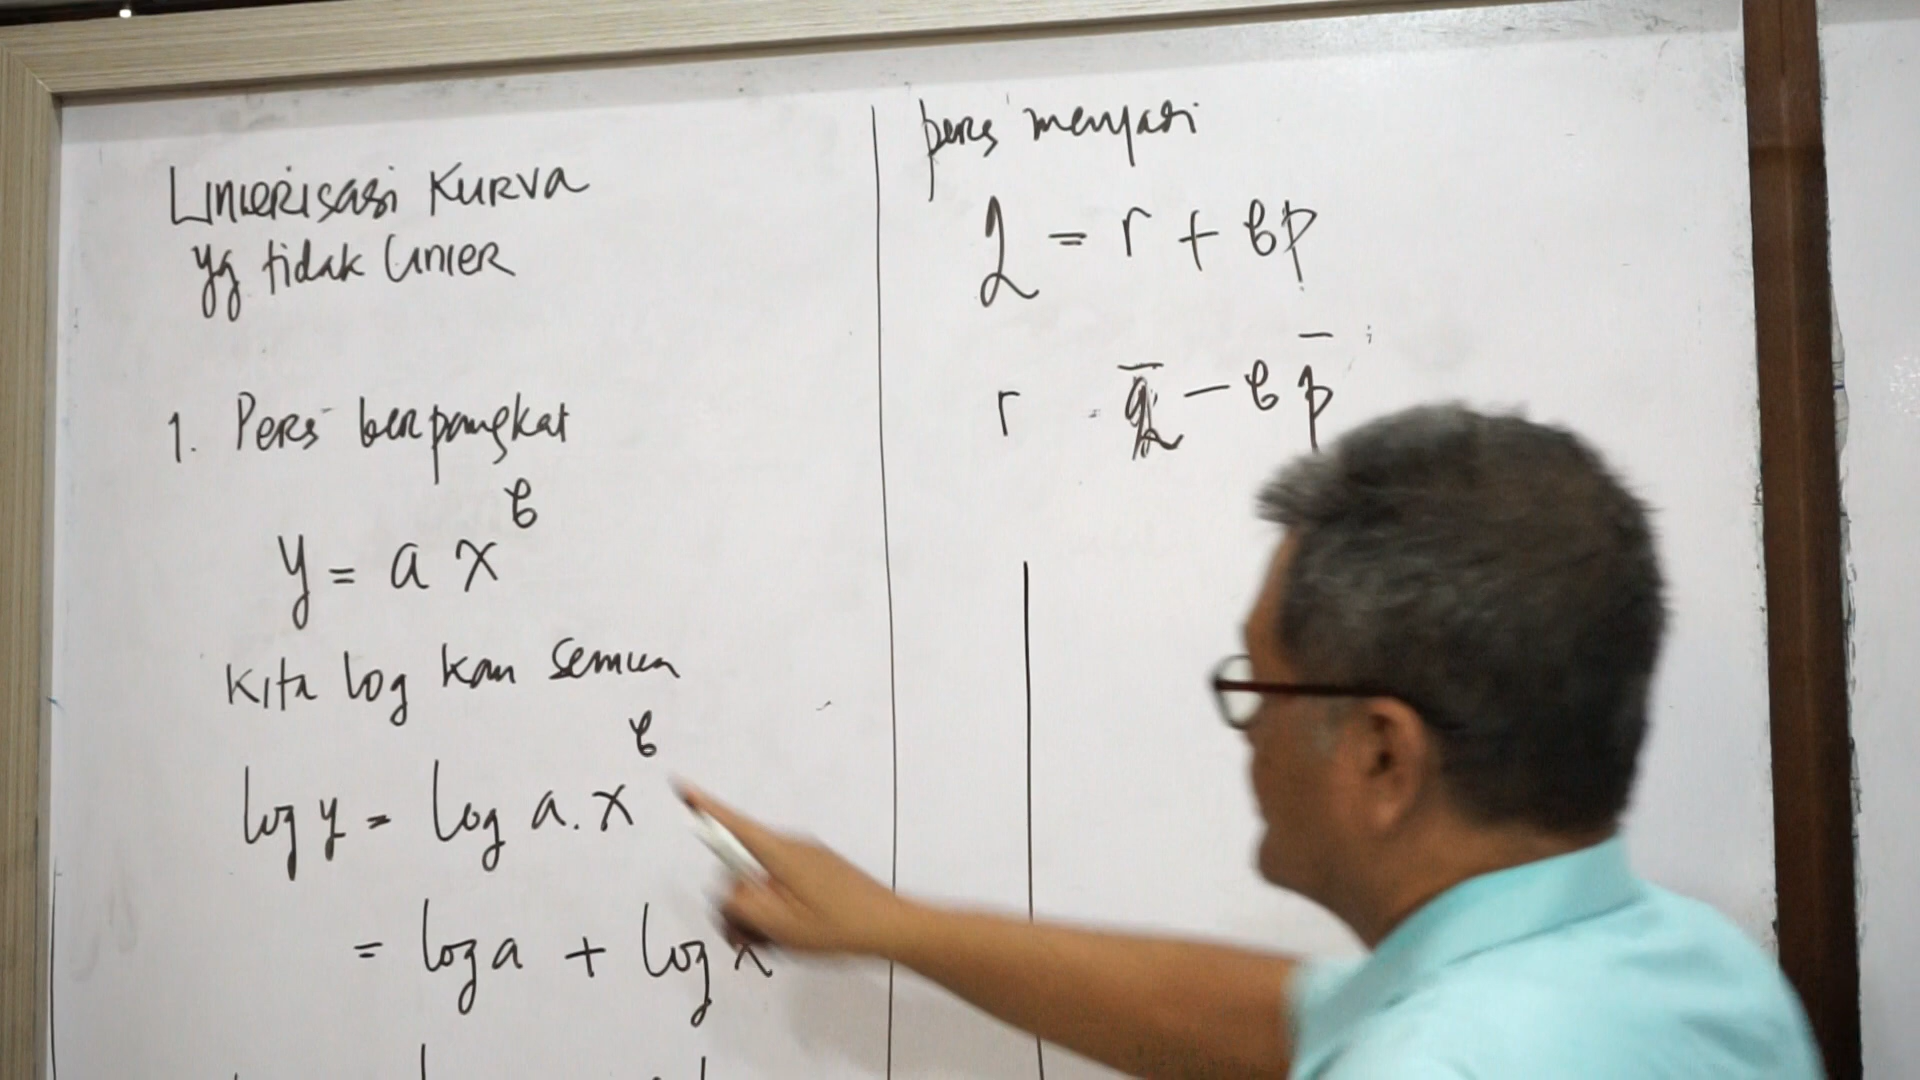 Linierisasi Kurva
yg tidak Linier
1. Pers berpangkat
y = a x^b
Kita log kan semua
log y = log a . x^b
= log a + log x
pers menjadi
q = r + bp
r = q̅ - b p̅